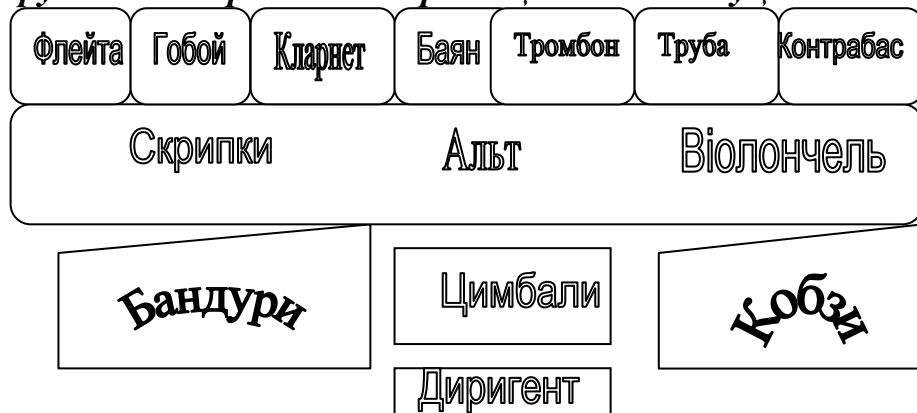 Флейта Гобой Кларнет Баян Тромбон Труба Контрабас
Скрипки Альт Віолончель
Бандури Цимбали Кобзи
Диригент